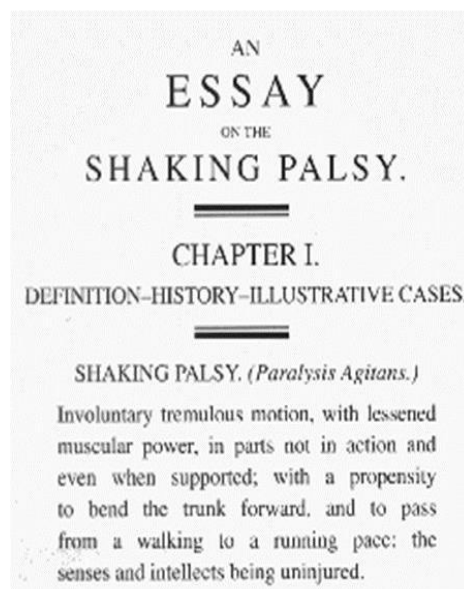 AN
ESSAY
ON THE
SHAKING PALSY.
CHAPTER I.
DEFINITION–HISTORY–ILLUSTRATIVE CASES
SHAKING PALSY. (Paralysis Agitans.)
Involuntary tremulous motion, with lessened
muscular power, in parts not in action and
even when supported; with a propensity
to bend the trunk forward, and to pass
from a walking to a running pace: the
senses and intellects being uninjured.